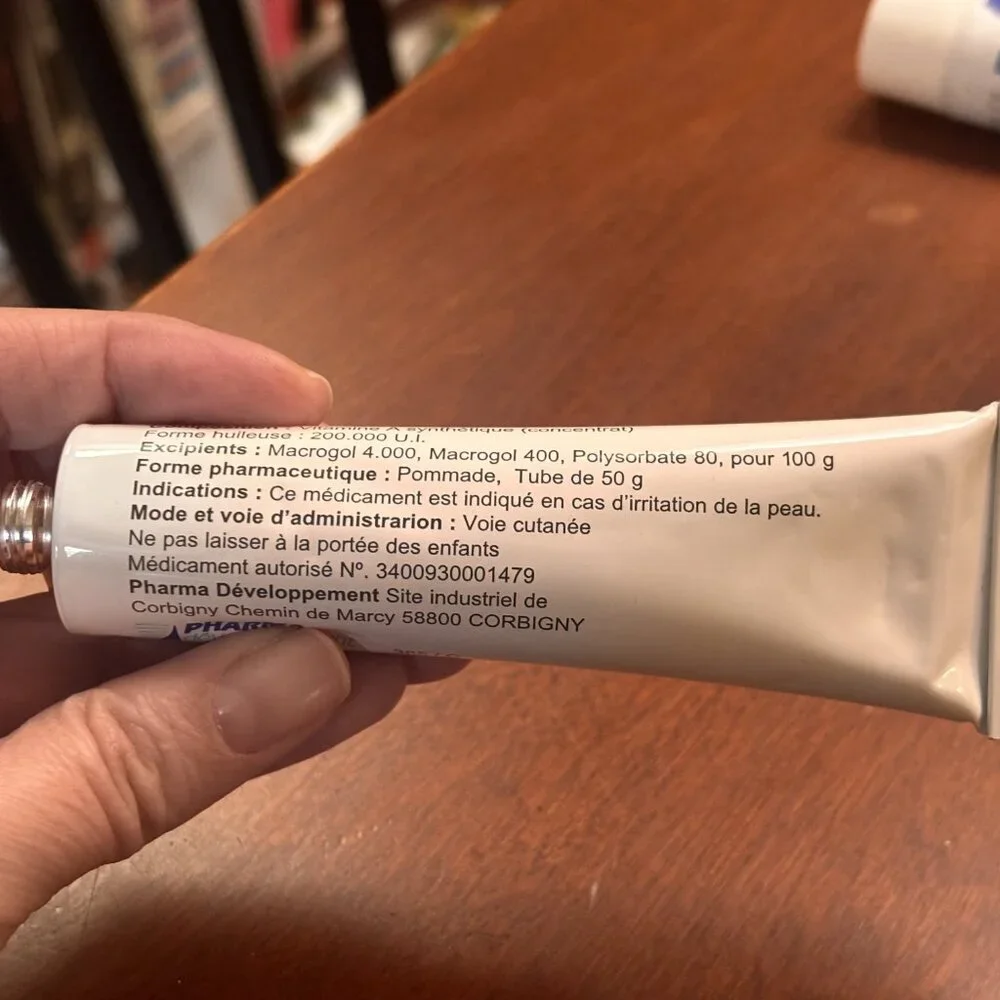 Vitamine A synthétique (concentrat)
Forme huileuse : 200.000 U.I.
Excipients : Macrogol 4.000, Macrogol 400, Polysorbate 80, pour 100 g
Forme pharmaceutique : Pommade, Tube de 50 g
Indications : Ce médicament est indiqué en cas d'irritation de la peau.
Mode et voie d'administrarion : Voie cutanée
Ne pas laisser à la portée des enfants
Médicament autorisé Nº. 3400930001479
Pharma Développement Site industriel de
Corbigny Chemin de Marcy 58800 CORBIGNY